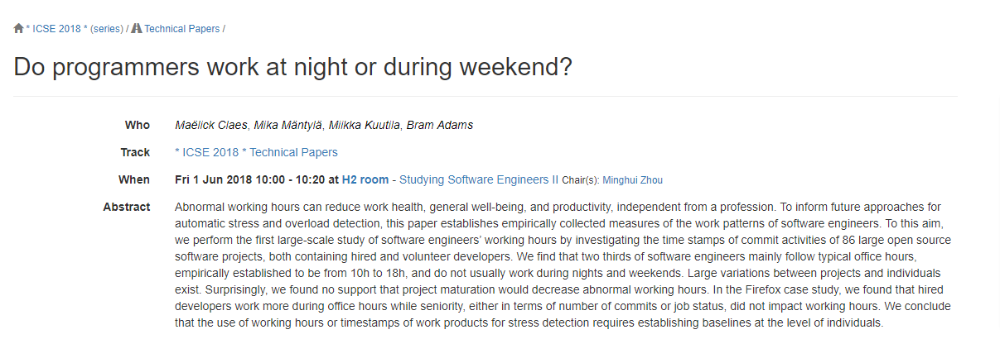 * ICSE 2018 * (series) / Technical Papers /
Do programmers work at night or during weekend?
Who Maëlick Claes, Mika Mäntylä, Miikka Kuutila, Bram Adams
Track * ICSE 2018 * Technical Papers
When Fri 1 Jun 2018 10:00 - 10:20 at H2 room - Studying Software Engineers II Chair(s): Minghui Zhou
Abstract Abnormal working hours can reduce work health, general well-being, and productivity, independent from a profession. To inform future approaches for
automatic stress and overload detection, this paper establishes empirically collected measures of the work patterns of software engineers. To this aim,
we perform the first large-scale study of software engineers’ working hours by investigating the time stamps of commit activities of 86 large open source
software projects, both containing hired and volunteer developers. We find that two thirds of software engineers mainly follow typical office hours,
empirically established to be from 10h to 18h, and do not usually work during nights and weekends. Large variations between projects and individuals
exist. Surprisingly, we found no support that project maturation would decrease abnormal working hours. In the Firefox case study, we found that hired
developers work more during office hours while seniority, either in terms of number of commits or job status, did not impact working hours. We conclude
that the use of working hours or timestamps of work products for stress detection requires establishing baselines at the level of individuals.